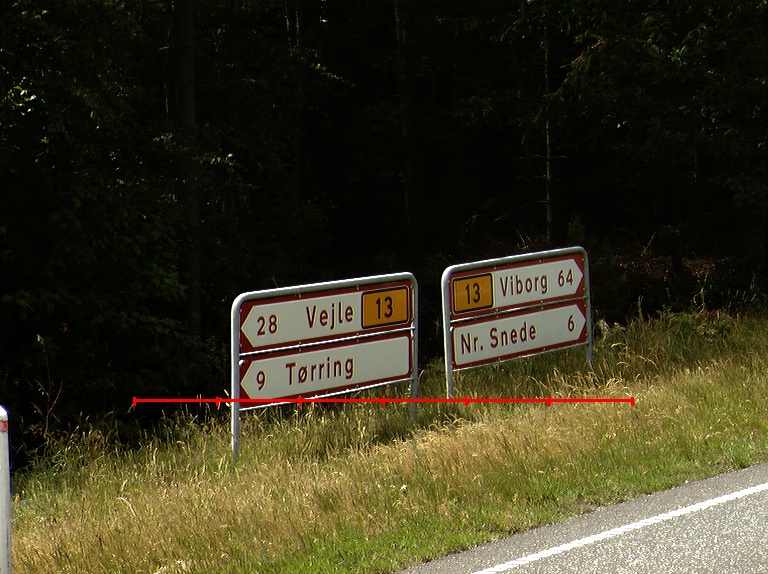 28 Vejle 13
9 Tørring
13 Viborg 64
Nr. Snede 6